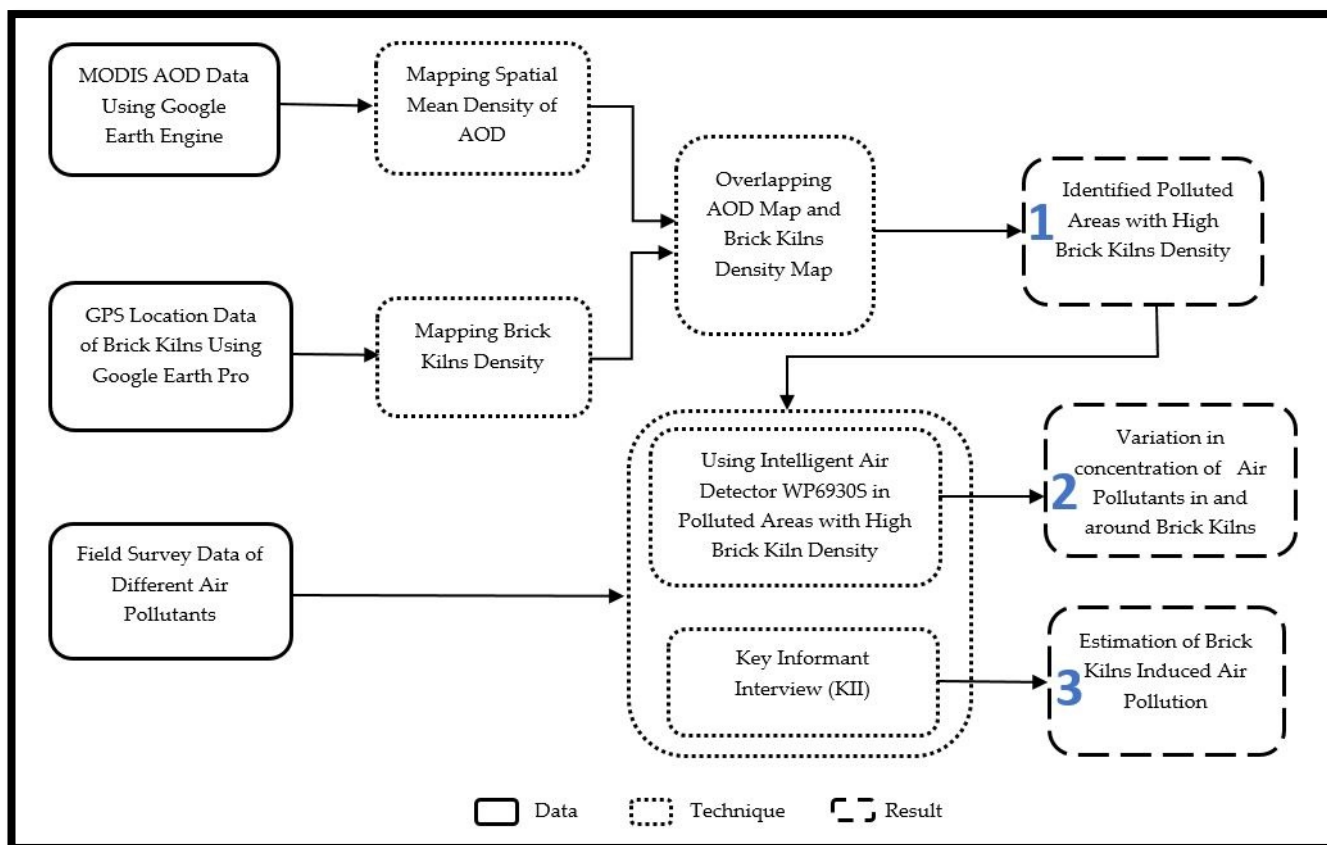 MODIS AOD Data
Using Google
Earth Engine
Mapping Spatial
Mean Density of
AOD
Overlapping
AOD Map and
Brick Kilns
Density Map
1
Identified Polluted
Areas with High
Brick Kilns Density
GPS Location Data
of Brick Kilns Using
Google Earth Pro
Mapping Brick
Kilns Density
Using Intelligent Air
Detector WP6930S in
Polluted Areas with High
Brick Kiln Density
2
Variation in
concentration of Air
Pollutants in and
around Brick Kilns
Field Survey Data of
Different Air
Pollutants
Key Informant
Interview (KII)
3
Estimation of Brick
Kilns Induced Air
Pollution
Data
Technique
Result